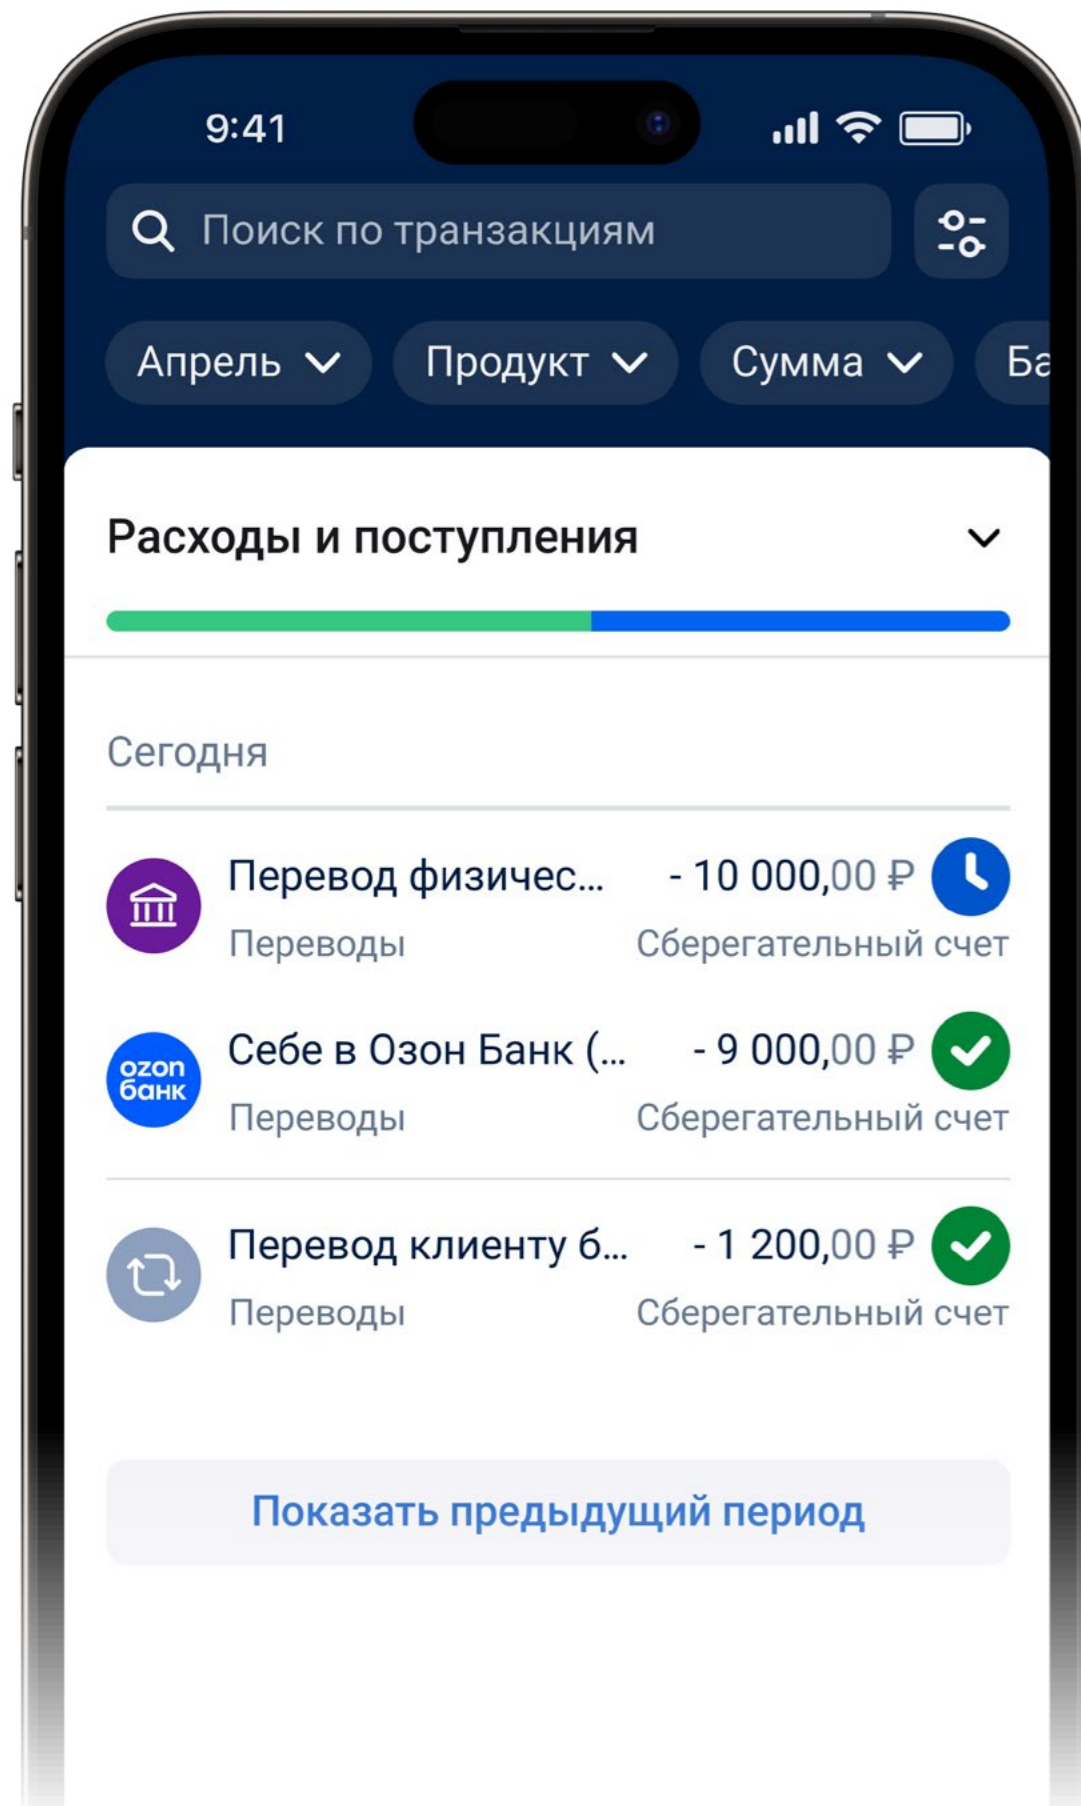 9:41
Поиск по транзакциям
Апрель
Продукт
Сумма
Ба
Расходы и поступления
Сегодня
Перевод физичес... - 10 000,00 ₽
Переводы Сберегательный счет
ozon
банк
Себе в Озон Банк (... - 9 000,00 ₽
Переводы Сберегательный счет
Перевод клиенту б... - 1 200,00 ₽
Переводы Сберегательный счет
Показать предыдущий период